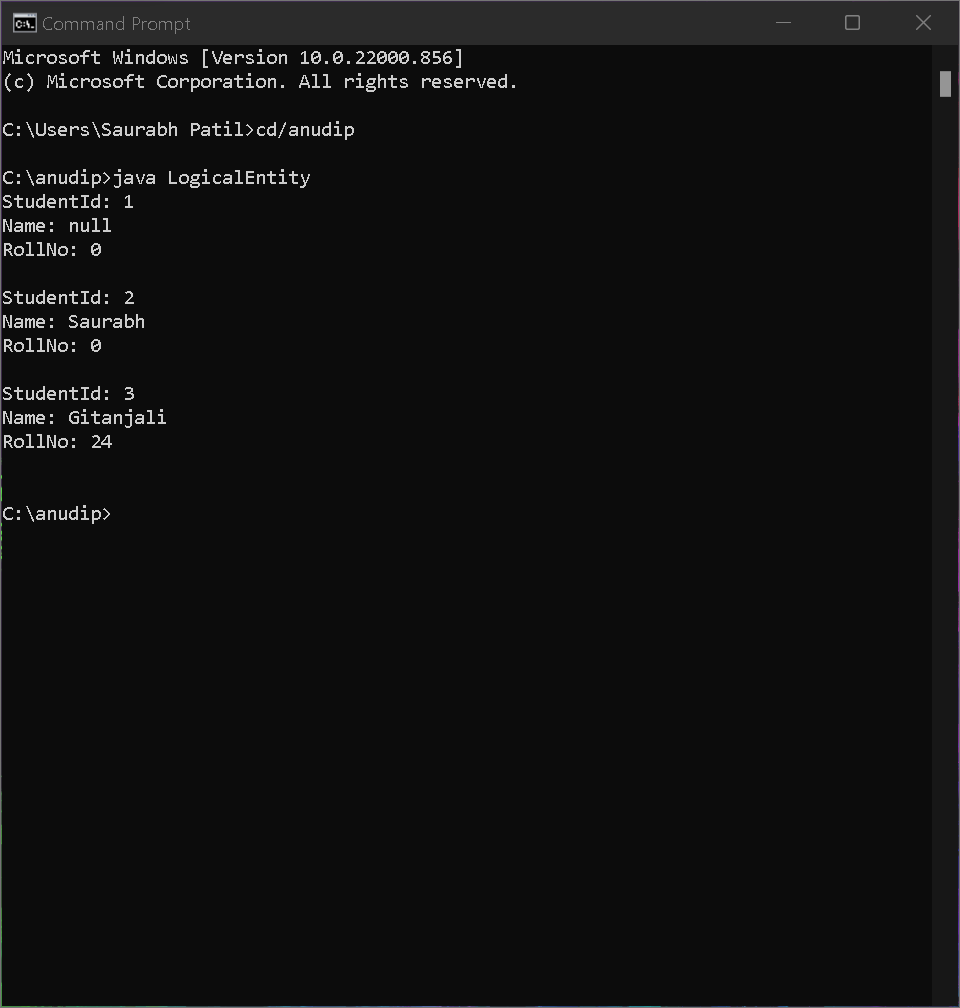 Command Prompt
Microsoft Windows [Version 10.0.22000.856]
(c) Microsoft Corporation. All rights reserved.
C:\Users\Saurabh Patil>cd/anudip
C:\anudip>java LogicalEntity
StudentId: 1
Name: null
RollNo: 0
StudentId: 2
Name: Saurabh
RollNo: 0
StudentId: 3
Name: Gitanjali
RollNo: 24
C:\anudip>